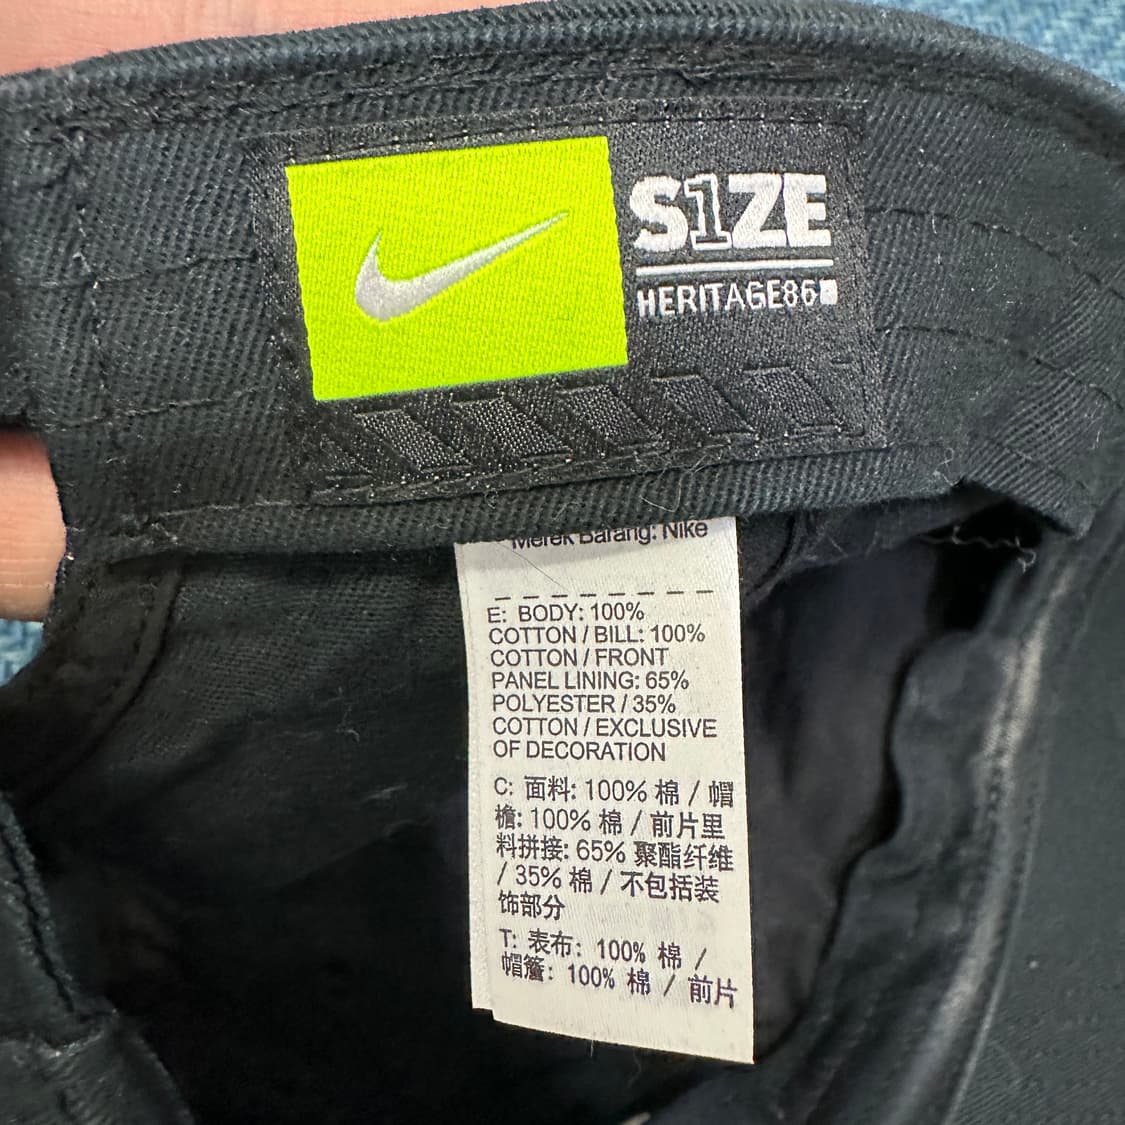 S1ZE
HERITAGE86
Merek Barang: Nike
E: BODY: 100%
COTTON / BILL: 100%
COTTON / FRONT
PANEL LINING: 65%
POLYESTER / 35%
COTTON / EXCLUSIVE
OF DECORATION
C: 面料: 100% 棉 / 帽
檐: 100% 棉 / 前片里
料拼接: 65% 聚酯纤维
/ 35% 棉 / 不包括装
饰部分
T: 表布: 100% 棉 /
帽簷: 100% 棉 / 前片